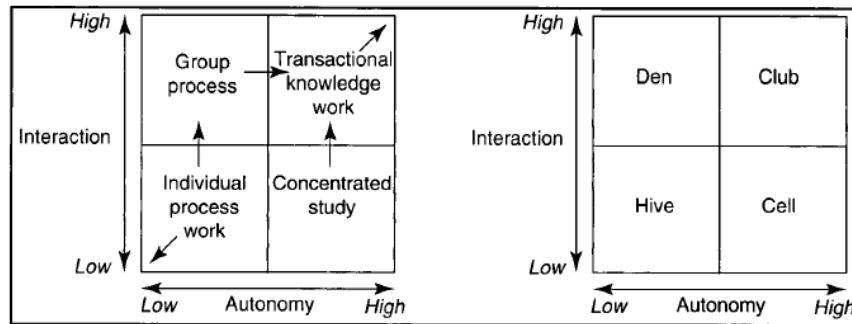 High
Group
process
Transactional
knowledge
work
Interaction
Individual
process
work
Concentrated
study
Low
Low
Autonomy
High
High
Den
Club
Interaction
Hive
Cell
Low
Low
Autonomy
High